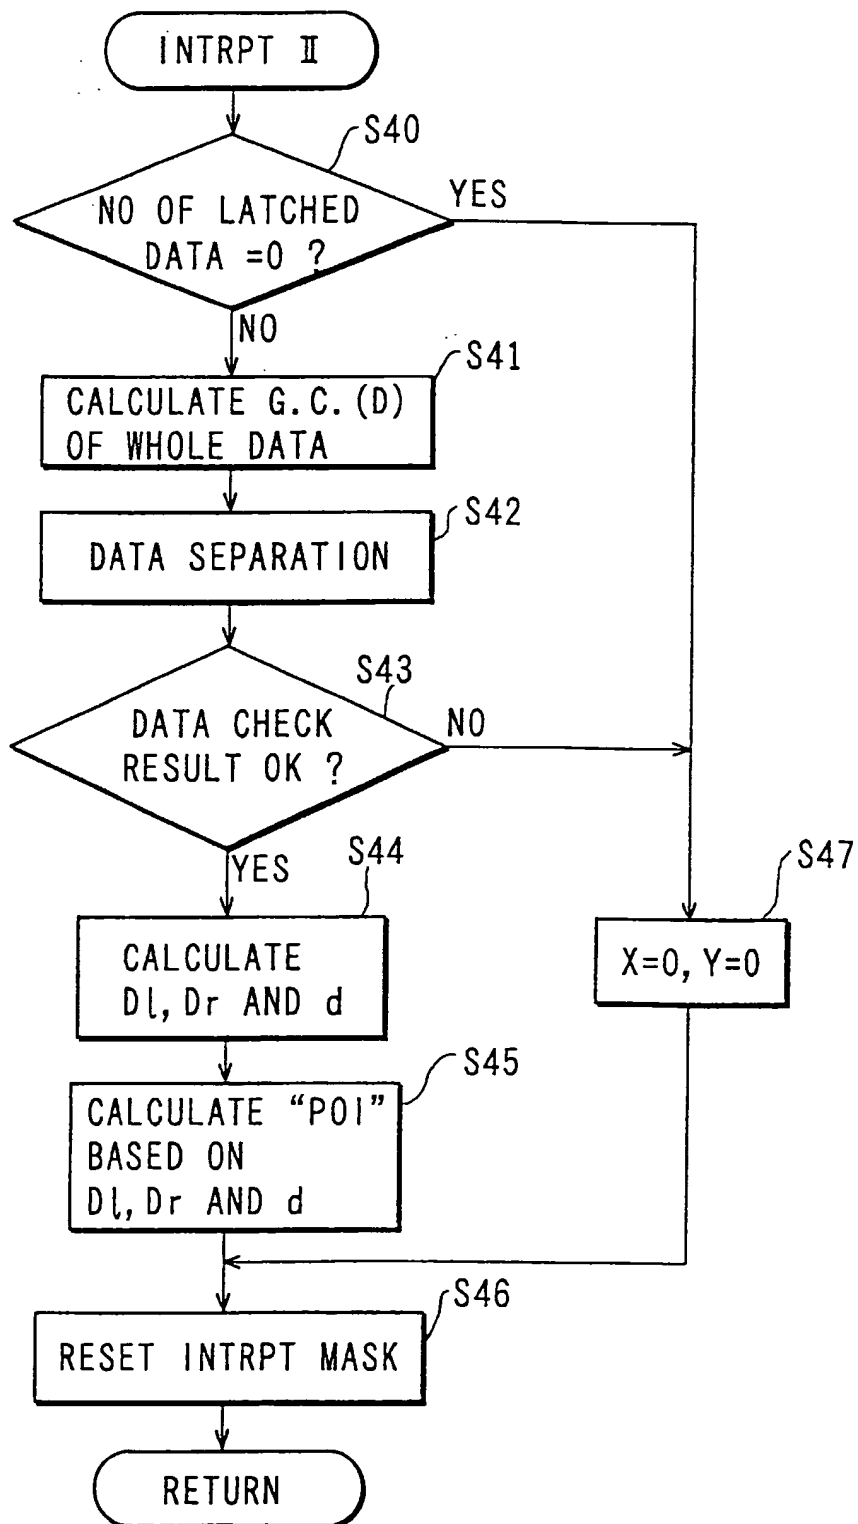 INTRPT II
S40
NO OF LATCHED
DATA =0 ?
YES
NO
S41
CALCULATE G.C.(D)
OF WHOLE DATA
S42
DATA SEPARATION
S43
DATA CHECK
RESULT OK ?
NO
YES
S44
CALCULATE
Dl, Dr AND d
S47
X=0, Y=0
S45
CALCULATE “POI”
BASED ON
Dl, Dr AND d
S46
RESET INTRPT MASK
RETURN